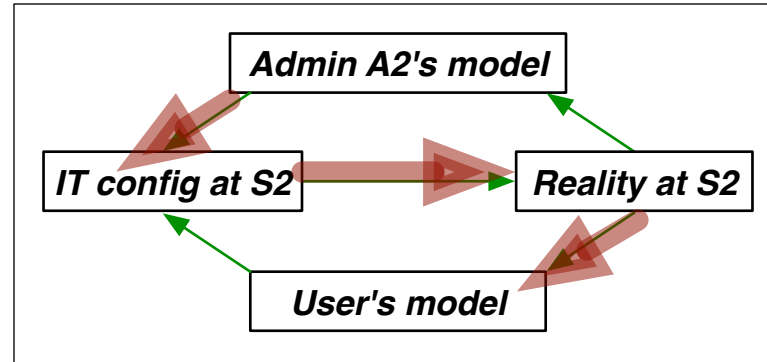 Admin A2's model
IT config at S2
Reality at S2
User's model